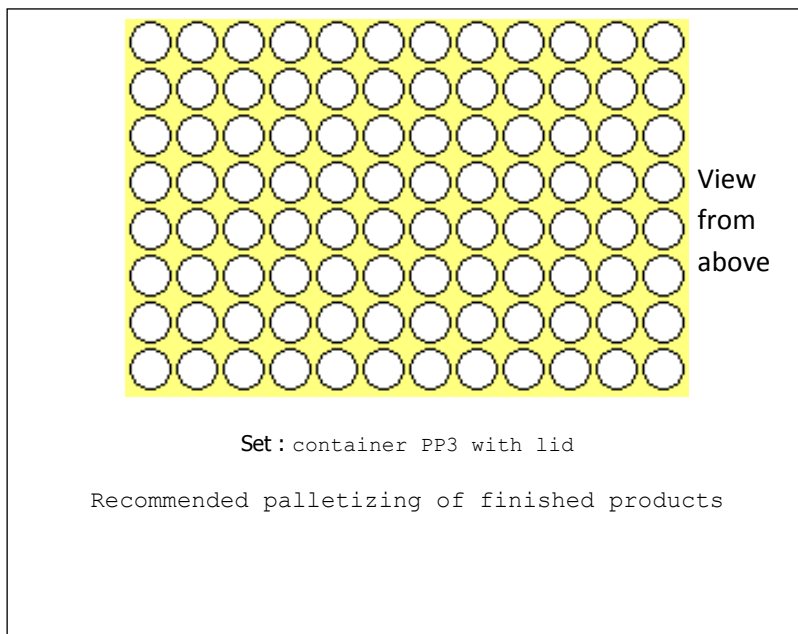 View
from
above
Set : container PP3 with lid
Recommended palletizing of finished products